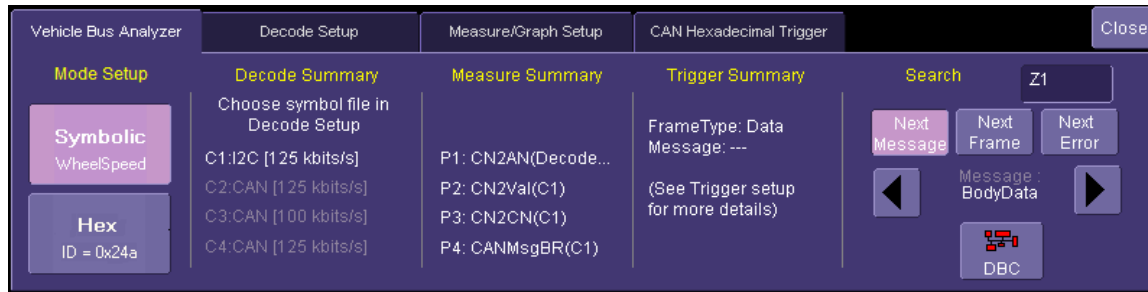 Vehicle Bus Analyzer
Decode Setup
Measure/Graph Setup
CAN Hexadecimal Trigger
Close
Mode Setup
Symbolic
WheelSpeed
Hex
ID = 0x24a
Decode Summary
Choose symbol file in
Decode Setup
C1:I2C [125 kbits/s]
C2:CAN [125 kbits/s]
C3:CAN [100 kbits/s]
C4:CAN [125 kbits/s]
Measure Summary
P1: CN2AN(Decode...
P2: CN2Val(C1)
P3: CN2CN(C1)
P4: CANMsgBR(C1)
Trigger Summary
FrameType: Data
Message: ---
(See Trigger setup
for more details)
Search
Z1
Next
Message
Next
Frame
Next
Error
Message :
BodyData
DBC